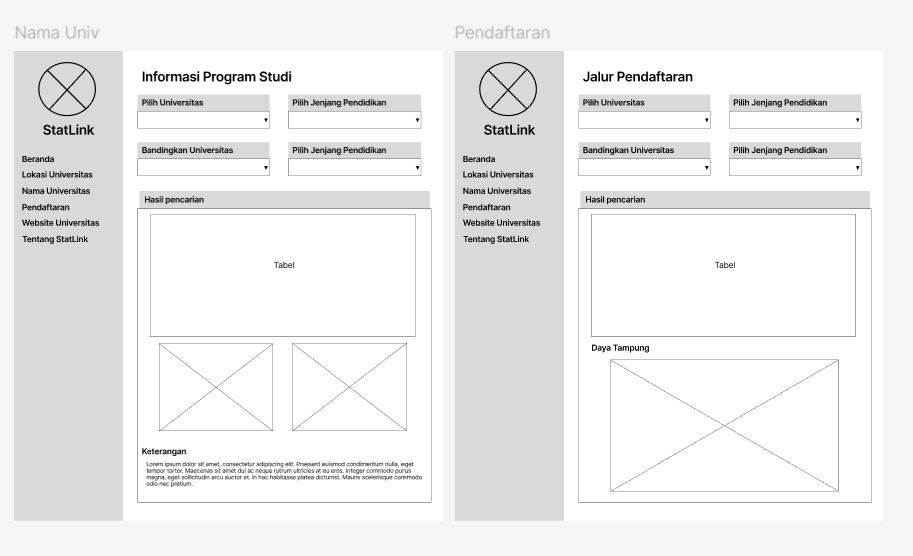 Nama Univ
StatLink
Beranda
Lokasi Universitas
Nama Universitas
Pendaftaran
Website Universitas
Tentang StatLink
Informasi Program Studi
Pilih Universitas
Pilih Jenjang Pendidikan
Bandingkan Universitas
Pilih Jenjang Pendidikan
Hasil pencarian
Tabel
Keterangan
Lorem ipsum dolor sit amet, consectetur adipiscing elit. Praesent euismod condimentum nulla, eget
tempor tortor. Maecenas sit amet dui ac neque rutrum ultricies at eu eros. Integer commodo purus
magna, eget sollicitudin arcu auctor et. In hac habitasse platea dictumst. Mauris scelerisque commodo
odio nec pretium.
Pendaftaran
StatLink
Beranda
Lokasi Universitas
Nama Universitas
Pendaftaran
Website Universitas
Tentang StatLink
Jalur Pendaftaran
Pilih Universitas
Pilih Jenjang Pendidikan
Bandingkan Universitas
Pilih Jenjang Pendidikan
Hasil pencarian
Tabel
Daya Tampung